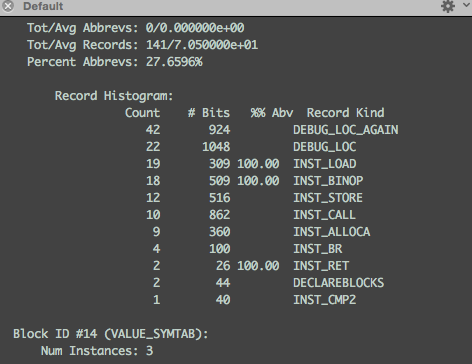 Default
Tot/Avg Abbrevs: 0/0.000000e+00
Tot/Avg Records: 141/7.050000e+01
Percent Abbrevs: 27.6596%
Record Histogram:
Count # Bits %% Abv Record Kind
42 924 DEBUG_LOC_AGAIN
22 1048 DEBUG_LOC
19 309 100.00 INST_LOAD
18 509 100.00 INST_BINOP
12 516 INST_STORE
10 862 INST_CALL
9 360 INST_ALLOCA
4 100 INST_BR
2 26 100.00 INST_RET
2 44 DECLAREBLOCKS
1 40 INST_CMP2
Block ID #14 (VALUE_SYMTAB):
Num Instances: 3